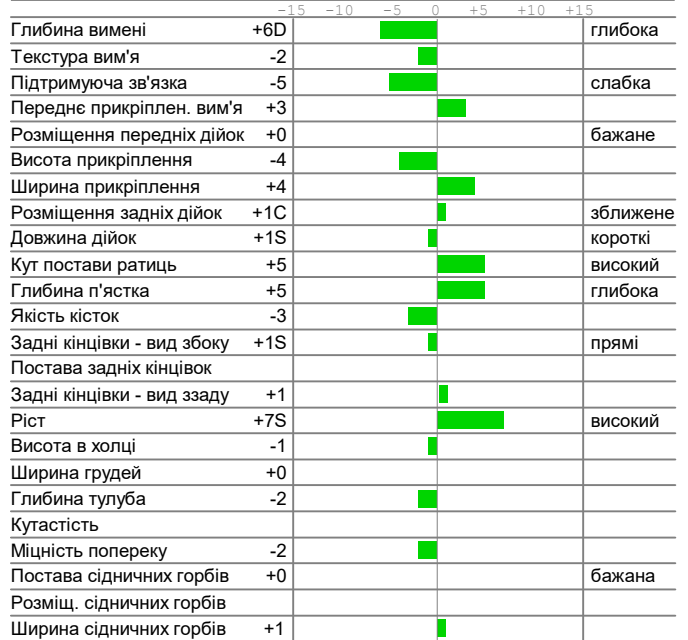 -15 -10 -5 0 +5 +10 +15
Глибина вимені +6D глибока
Текстура вим'я -2
Підтримуюча зв'язка -5 слабка
Переднє прикріплен. вим'я +3
Розміщення передніх дійок +0 бажане
Висота прикріплення -4
Ширина прикріплення +4
Розміщення задніх дійок +1C зближене
Довжина дійок +1S короткі
Кут постави ратиць +5 високий
Глибина п'ястка +5 глибока
Якість кісток -3
Задні кінцівки - вид збоку +1S прямі
Постава задніх кінцівок
Задні кінцівки - вид ззаду +1
Ріст +7S високий
Висота в холці -1
Ширина грудей +0
Глибина тулуба -2
Кутастість
Міцність попереку -2
Постава сідничних горбів +0 бажана
Розміщ. сідничних горбів
Ширина сідничних горбів +1